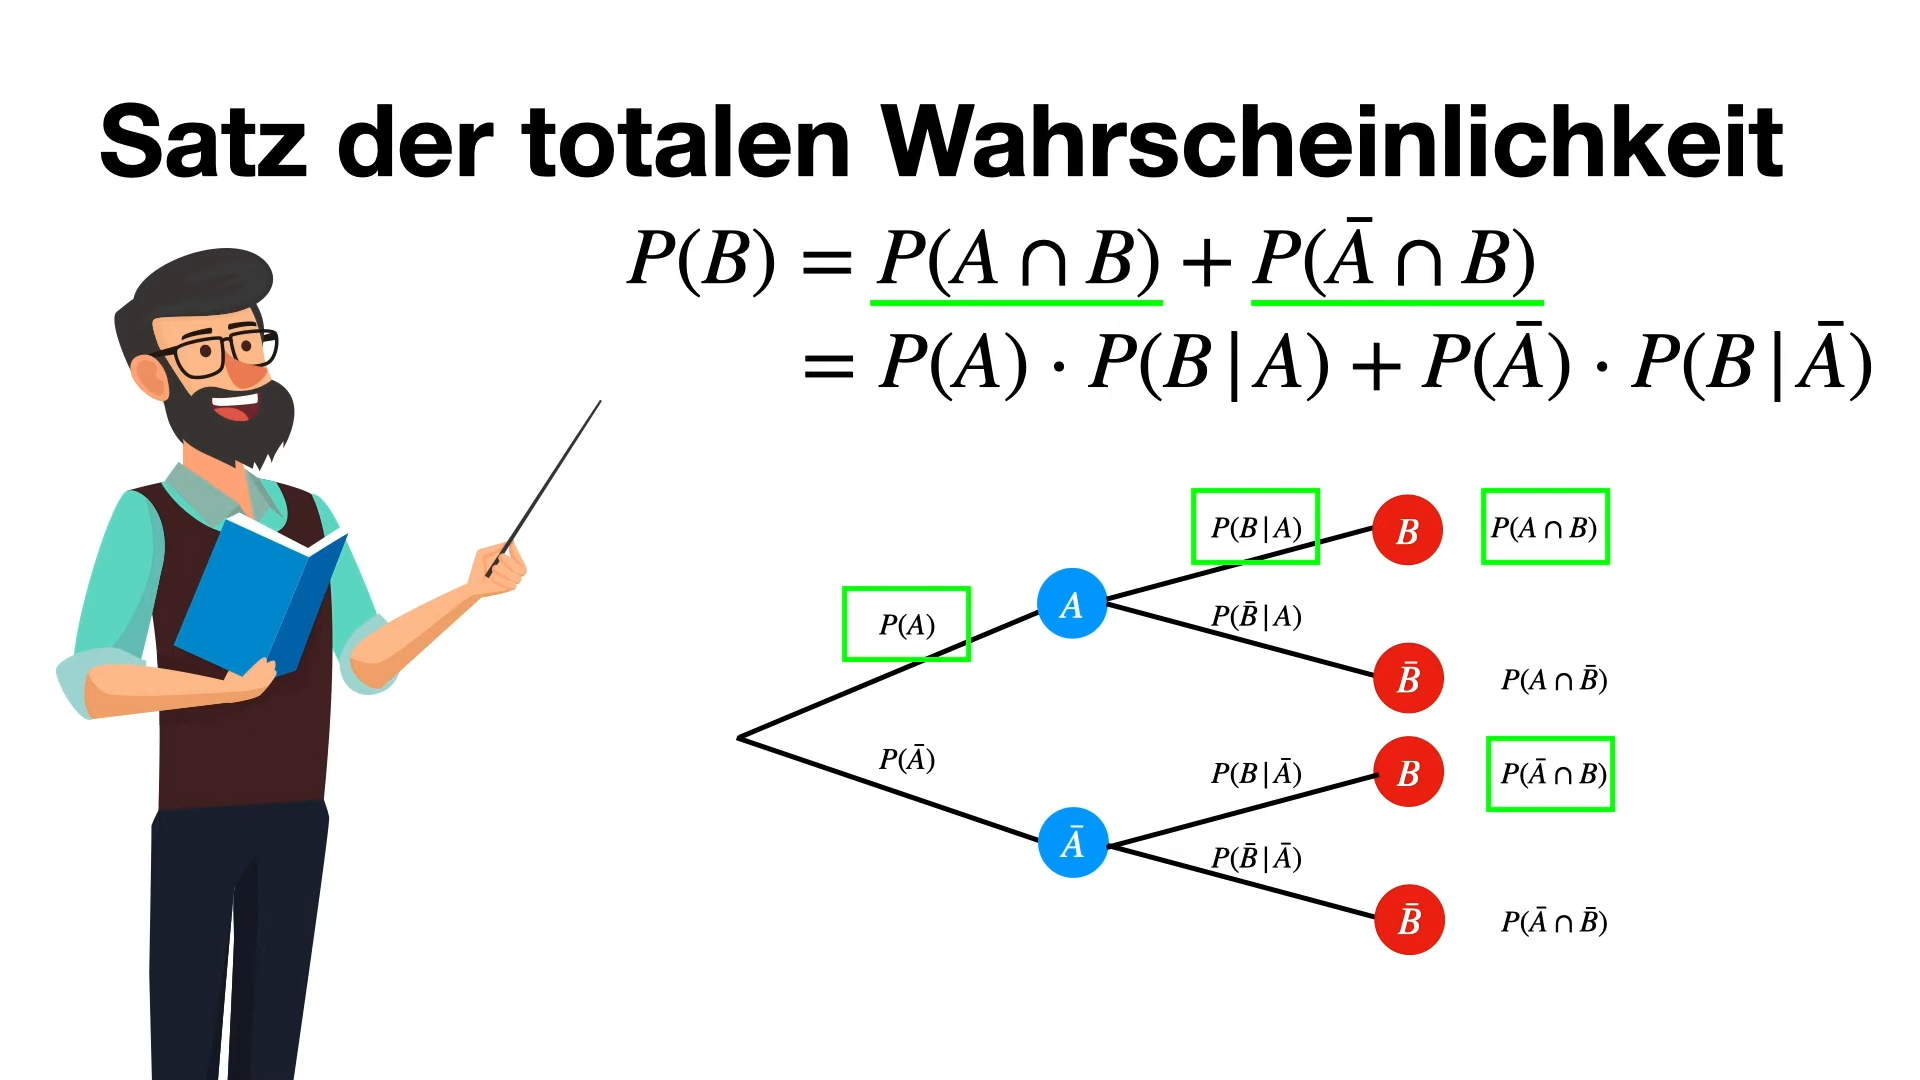 Satz der totalen Wahrscheinlichkeit
P(B) = P(A ∩ B) + P(Ā ∩ B)
= P(A) · P(B | A) + P(Ā) · P(B | Ā)
P(B | A)
B
P(A ∩ B)
P(A)
A
P(B̄ | A)
B̄
P(A ∩ B̄)
P(Ā)
P(B | Ā)
B
P(Ā ∩ B)
Ā
P(B̄ | Ā)
B̄
P(Ā ∩ B̄)